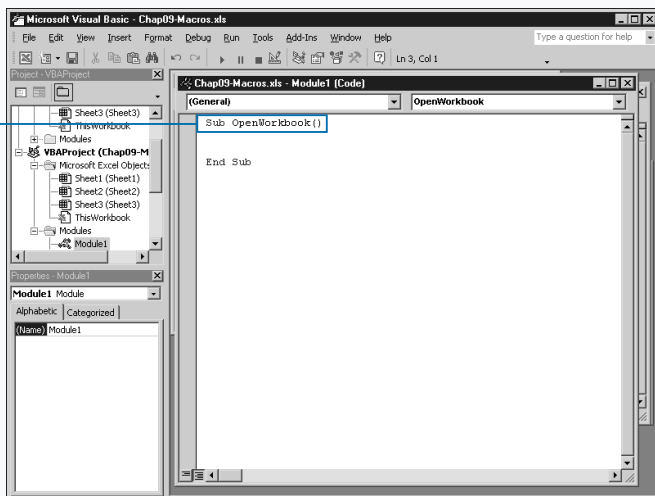 Microsoft Visual Basic - Chap09-Macros.xls
File Edit View Insert Format Debug Run Tools Add-Ins Window Help
Type a question for help
Ln 3, Col 1
Project - VBAProject
Sheet3 (Sheet3)
ThisWorkbook
Modules
VBAProject (Chap09-M
Microsoft Excel Objects
Sheet1 (Sheet1)
Sheet2 (Sheet2)
Sheet3 (Sheet3)
ThisWorkbook
Modules
Module1
Properties - Module1
Module1 Module
Alphabetic Categorized
(Name) Module1
Chap09-Macros.xls - Module1 (Code)
(General) OpenWorkbook
Sub OpenWorkbook()
End Sub